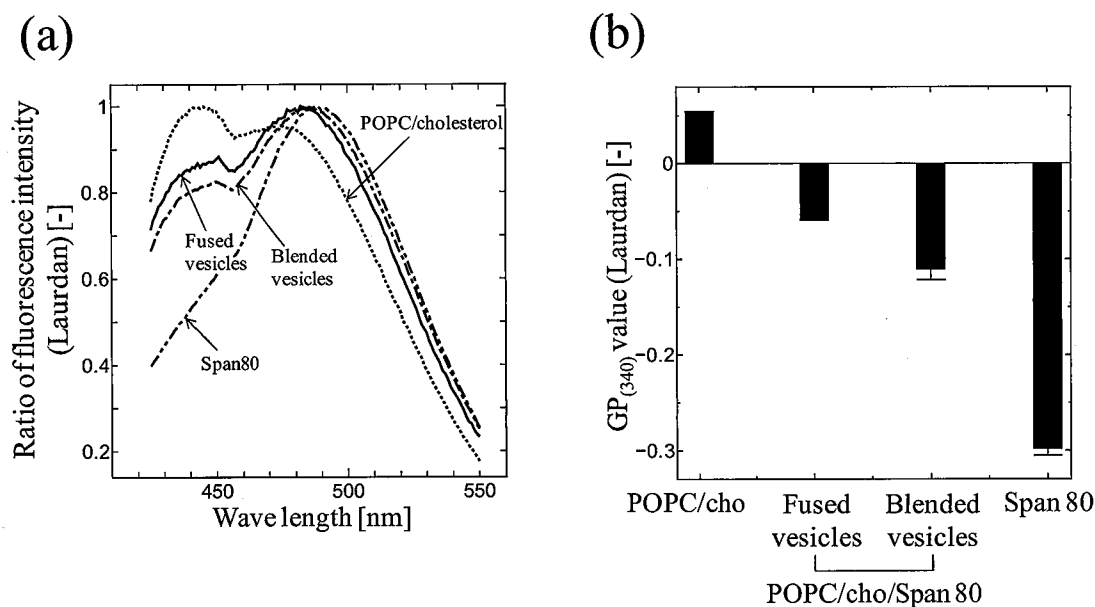 (a)
Ratio of fluorescence intensity
(Laurdan) [-]
1
0.8
0.6
0.4
0.2
450
500
550
Wave length [nm]
POPC/cholesterol
Fused
vesicles
Blended
vesicles
Span80
(b)
GP(340) value (Laurdan) [-]
0
−0.1
−0.2
−0.3
POPC/cho
Fused
vesicles
Blended
vesicles
Span 80
POPC/cho/Span 80